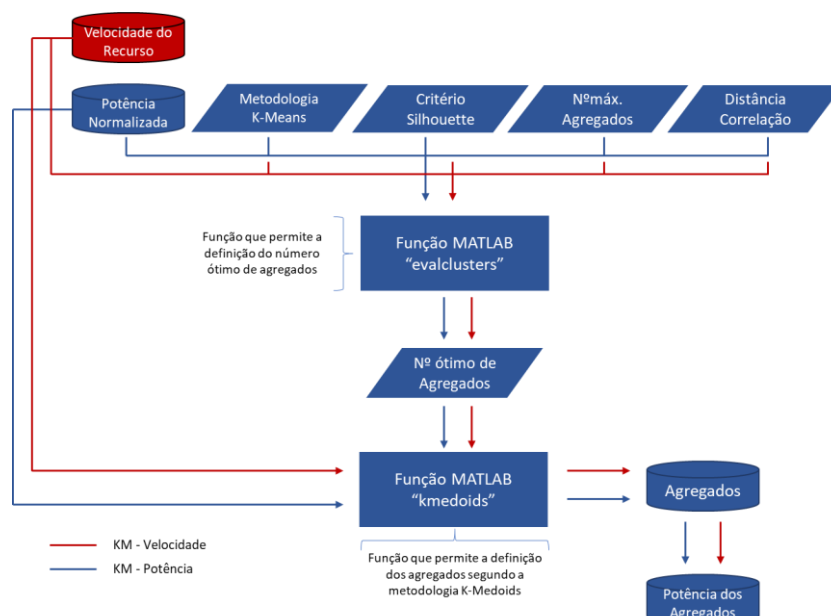 Velocidade do
Recurso
Potência
Normalizada
Metodologia
K-Means
Critério
Silhouette
Nºmáx.
Agregados
Distância
Correlação
Função que permite a
definição do número
ótimo de agregados
Função MATLAB
“evalclusters”
Nº ótimo de
Agregados
Função MATLAB
“kmedoids”
Agregados
KM - Velocidade
KM - Potência
Função que permite a definição
dos agregados segundo a
metodologia K-Medoids
Potência dos
Agregados